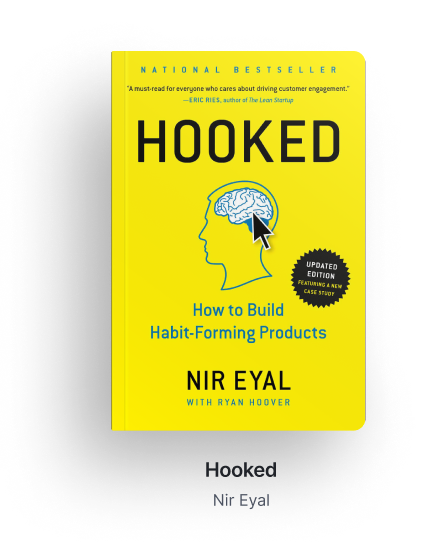 NATIONAL BESTSELLER
"A must-read for everyone who cares about driving customer engagement."
—ERIC RIES, author of The Lean Startup
HOOKED
UPDATED
EDITION
FEATURING A NEW
CASE STUDY
How to Build
Habit-Forming Products
NIR EYAL
WITH RYAN HOOVER
Hooked
Nir Eyal